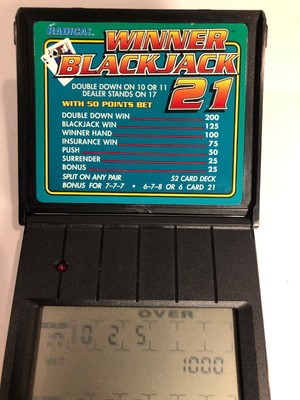 RADICA
WINNER
BLACKJACK
21
DOUBLE DOWN ON 10 OR 11
DEALER STANDS ON 17
WITH 50 POINTS BET
DOUBLE DOWN WIN 200
BLACKJACK WIN 125
WINNER HAND 100
INSURANCE WIN 75
PUSH 50
SURRENDER 25
BONUS 25
SPLIT ON ANY PAIR 52 CARD DECK
BONUS FOR 7-7-7 • 6-7-8 OR 6 CARD 21
OVER
10 2 5
1000